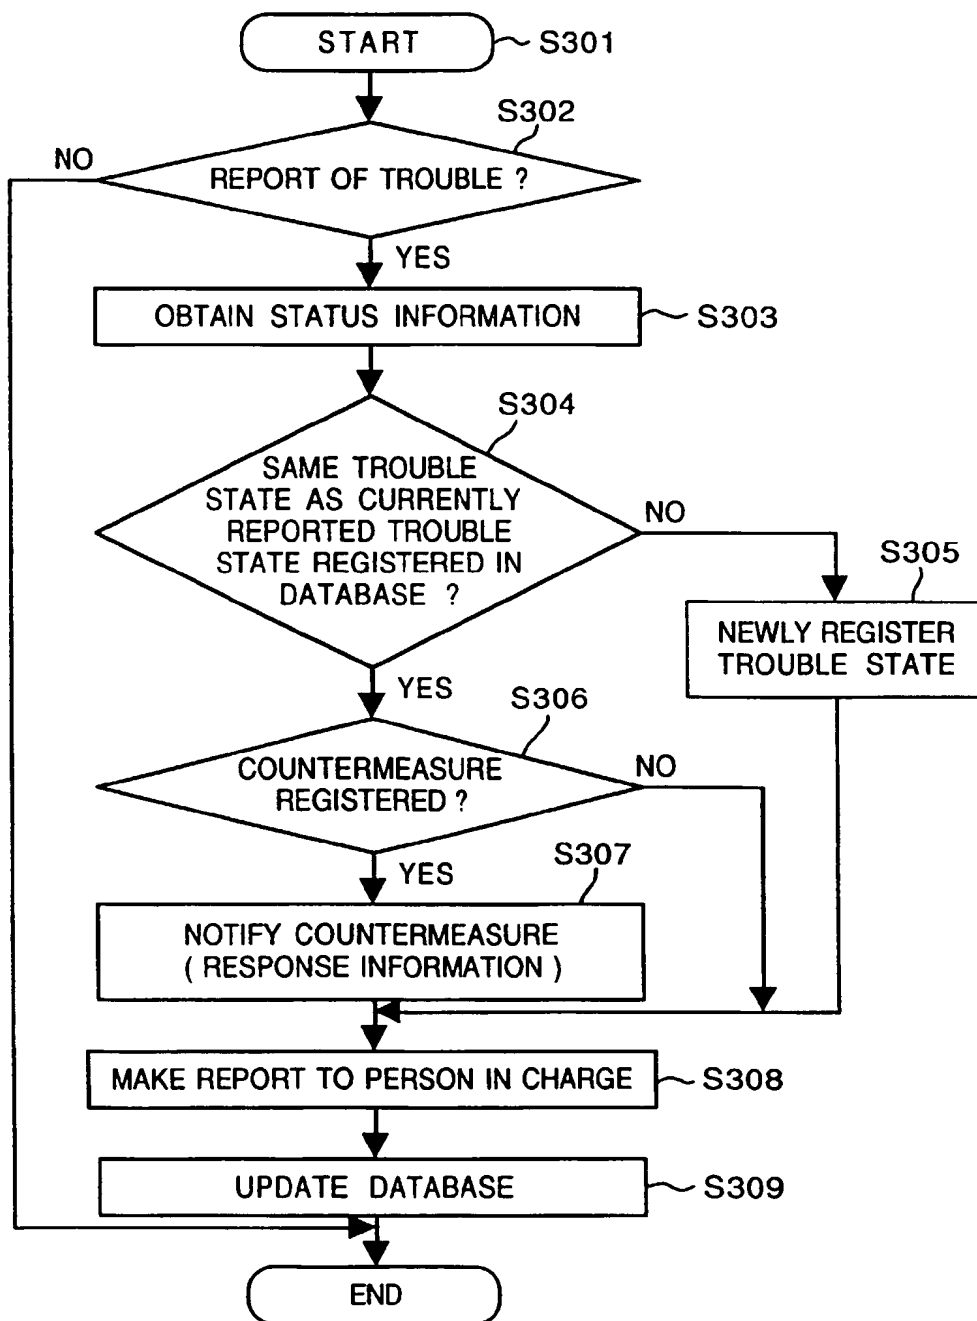 START
S301
S302
NO
REPORT OF TROUBLE ?
YES
OBTAIN STATUS INFORMATION
S303
S304
SAME TROUBLE
STATE AS CURRENTLY
REPORTED TROUBLE
STATE REGISTERED IN
DATABASE ?
NO
S305
NEWLY REGISTER
TROUBLE STATE
YES
S306
COUNTERMEASURE
REGISTERED ?
NO
YES
S307
NOTIFY COUNTERMEASURE
( RESPONSE INFORMATION )
MAKE REPORT TO PERSON IN CHARGE
S308
UPDATE DATABASE
S309
END